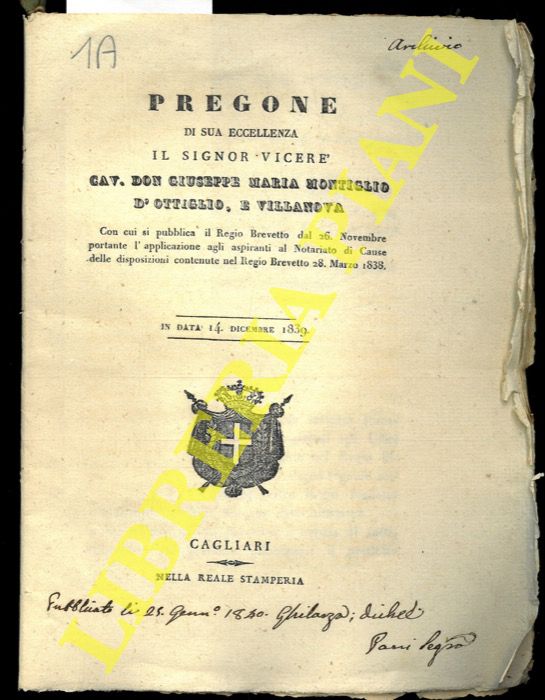 1A
Archivio
PREGONE
DI SUA ECCELLENZA
IL SIGNOR VICERE'
CAV. DON GIUSEPPE MARIA MONTIGLIO
D'OTTIGLIO, E VILLANOVA
Con cui si pubblica il Regio Brevetto dal 26. Novembre
portante l'applicazione agli aspiranti al Notariato di Cause
delle disposizioni contenute nel Regio Brevetto 28. Marzo 1838.
IN DATA 14. DICEMBRE 1839.
CAGLIARI
NELLA REALE STAMPERIA
Pubblicato li 25. Genn.o 1840. Ghilarza;
LIBRERIA PIANI